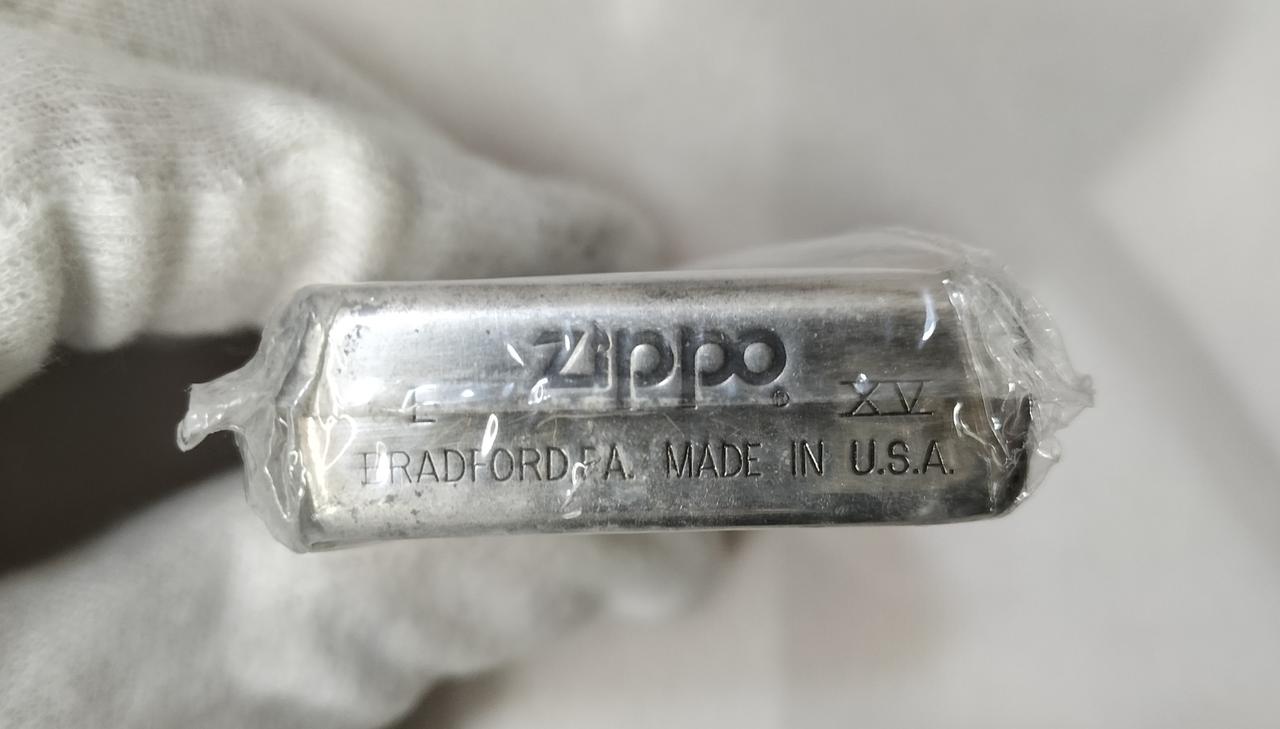 zippo ®
L XV
BRADFORD, PA. MADE IN U.S.A.